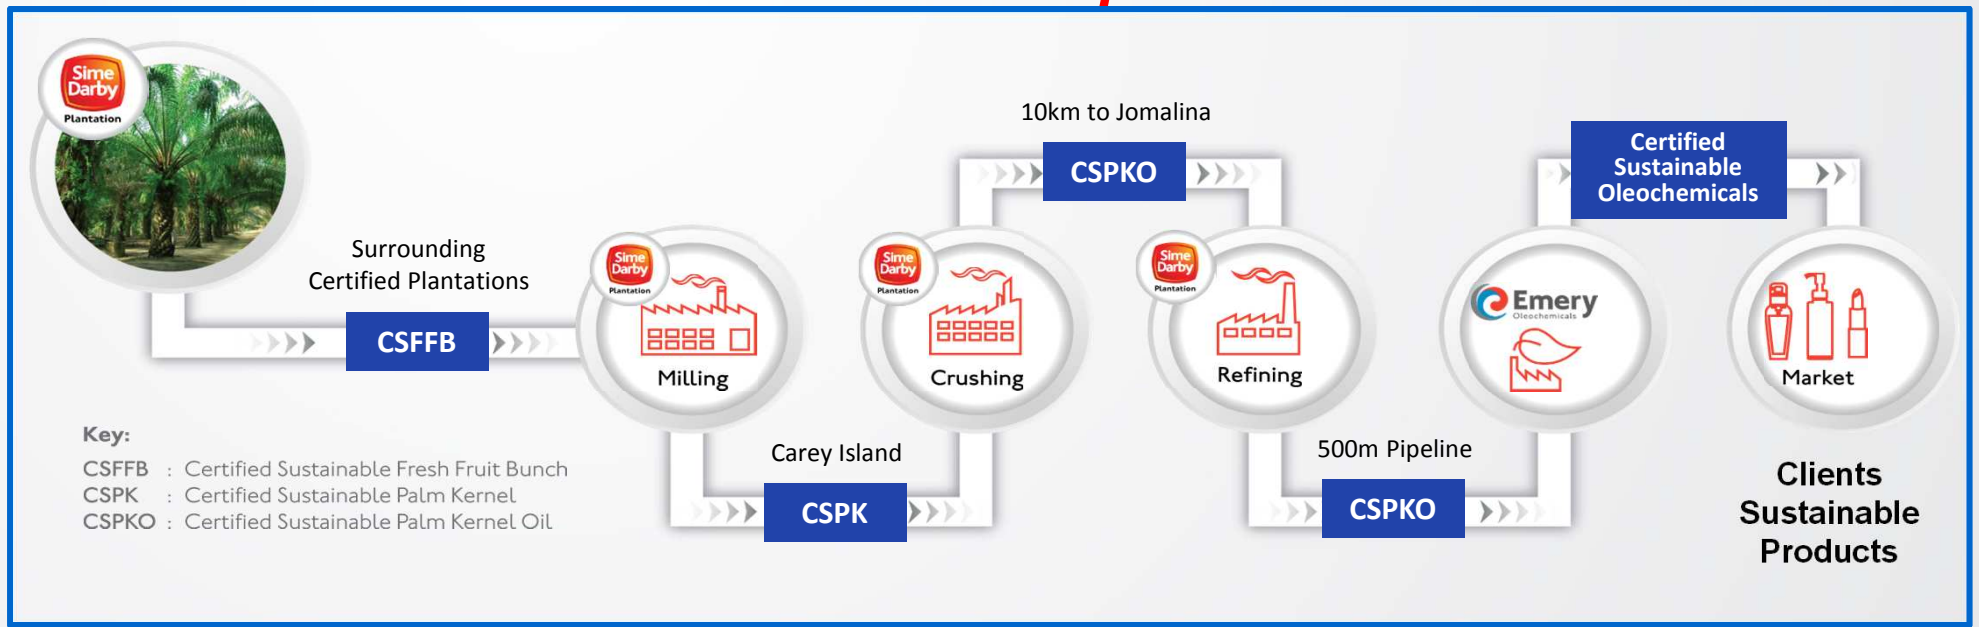 Sime
Darby
Plantation
Surrounding
Certified Plantations
CSFFB
Key:
CSFFB : Certified Sustainable Fresh Fruit Bunch
CSPK : Certified Sustainable Palm Kernel
CSPKO : Certified Sustainable Palm Kernel Oil
Sime
Darby
Plantation
Milling
Carey Island
CSPK
Sime
Darby
Plantation
Crushing
10km to Jomalina
CSPKO
Sime
Darby
Plantation
Refining
500m Pipeline
CSPKO
Emery
Oleochemicals
Certified
Sustainable
Oleochemicals
Market
Clients
Sustainable
Products